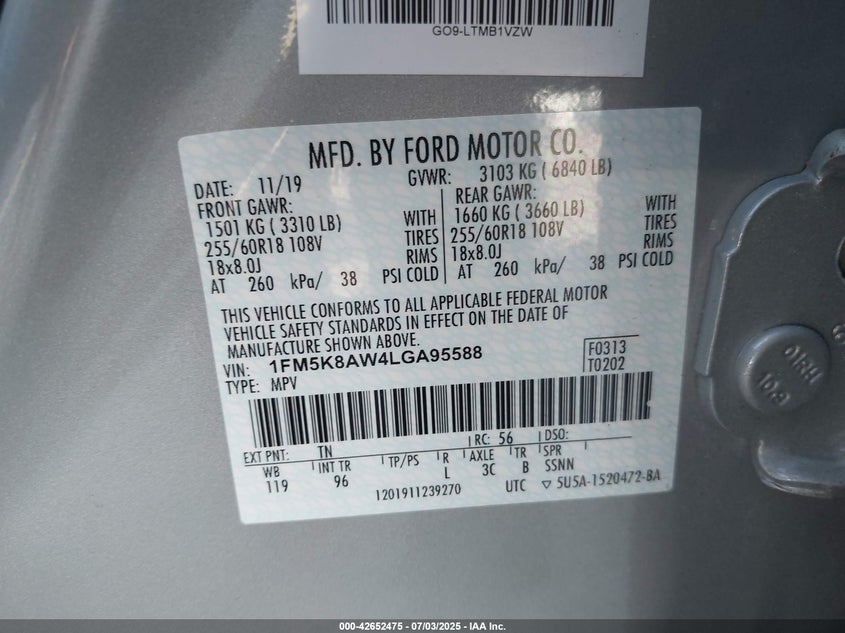 GO9-LTMB1VZW
MFD. BY FORD MOTOR CO.
DATE: 11/19 GVWR: 3103 KG ( 6840 LB)
FRONT GAWR: REAR GAWR:
1501 KG ( 3310 LB) WITH 1660 KG ( 3660 LB) WITH
255/60R18 108V TIRES 255/60R18 108V TIRES
18x8.0J RIMS 18x8.0J RIMS
AT 260 kPa/ 38 PSI COLD AT 260 kPa/ 38 PSI COLD
THIS VEHICLE CONFORMS TO ALL APPLICABLE FEDERAL MOTOR
VEHICLE SAFETY STANDARDS IN EFFECT ON THE DATE OF
MANUFACTURE SHOWN ABOVE.
VIN: 1FM5K8AW4LGA95588 F0313
TYPE: MPV T0202
EXT PNT: TN RC: 56 DSO:
WB INT TR TP/PS R AXLE TR SPR
119 96 L 3C B SSNN
1201911239270 UTC ▽ 5U5A-1520472-BA
000-42652475 - 07/03/2025 - IAA Inc.